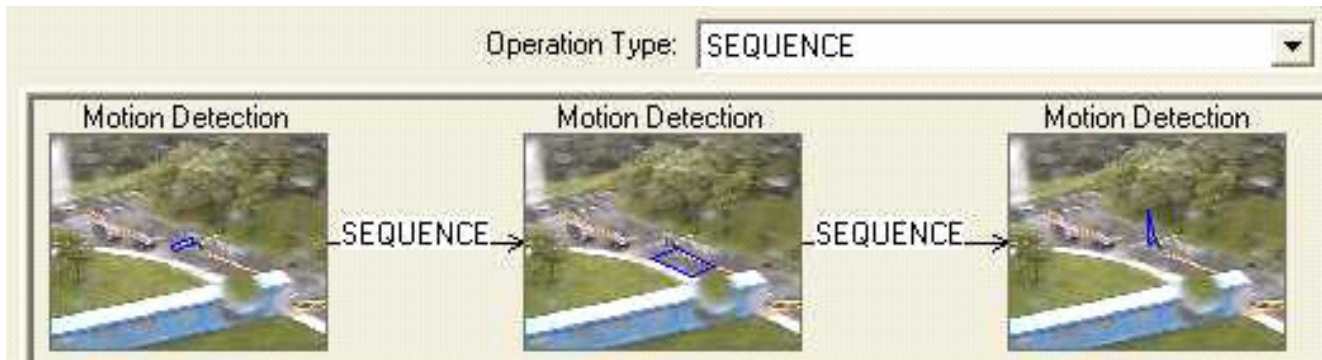 Operation Type: SEQUENCE
Motion Detection Motion Detection Motion Detection
SEQUENCE SEQUENCE